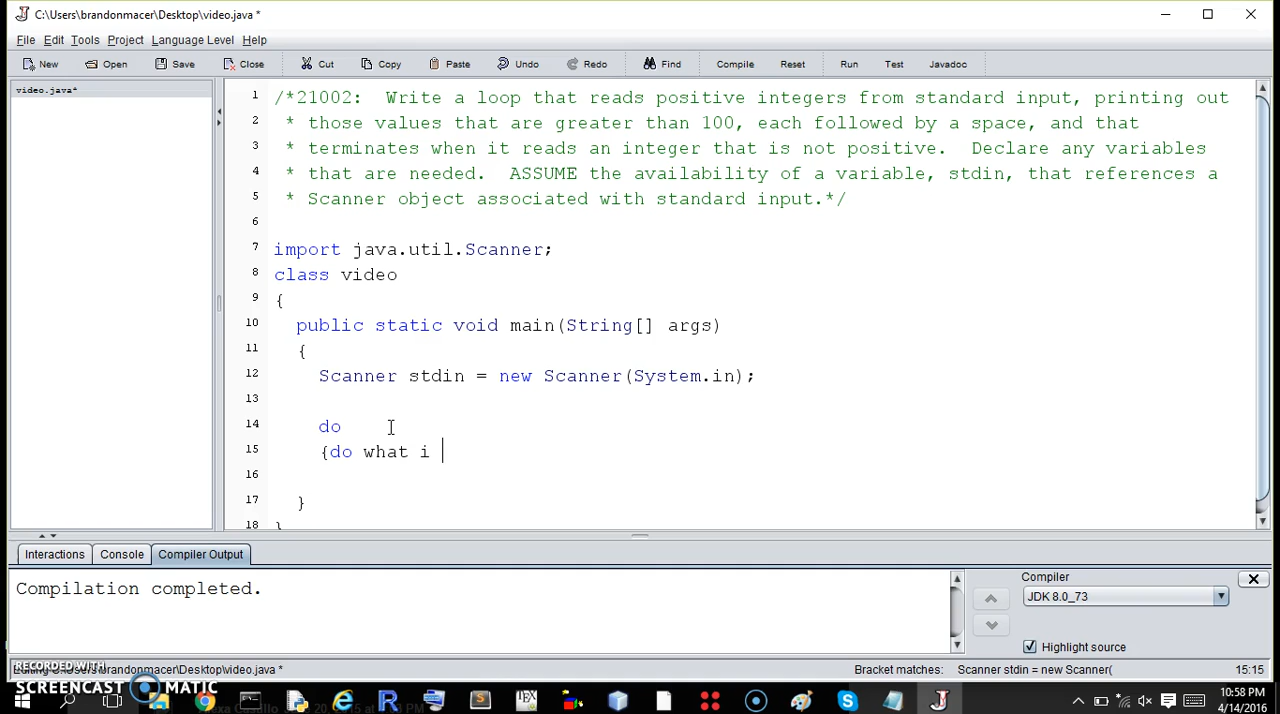 C:\Users\brandonmacer\Desktop\video.java *
File Edit Tools Project Language Level Help
New Open Save Close Cut Copy Paste Undo Redo Find Compile Reset Run Test Javadoc
video.java*
1 /*21002:  Write a loop that reads positive integers from standard input, printing out
2 * those values that are greater than 100, each followed by a space, and that
3 * terminates when it reads an integer that is not positive.  Declare any variables
4 * that are needed.  ASSUME the availability of a variable, stdin, that references a
5 * Scanner object associated with standard input.*/
6
7 import java.util.Scanner;
8 class video
9 {
10 public static void main(String[] args)
11 {
12 Scanner stdin = new Scanner(System.in);
13
14 do
15 {do what i
16
17 }
18 }
Interactions Console Compiler Output
Compilation completed.
Compiler
JDK 8.0_73
Highlight source
Editing C:\Users\brandonmacer\Desktop\video.java * Bracket matches: Scanner stdin = new Scanner( 15:15
RECORDED WITH
SCREENCAST MATIC
10:58 PM
4/14/2016